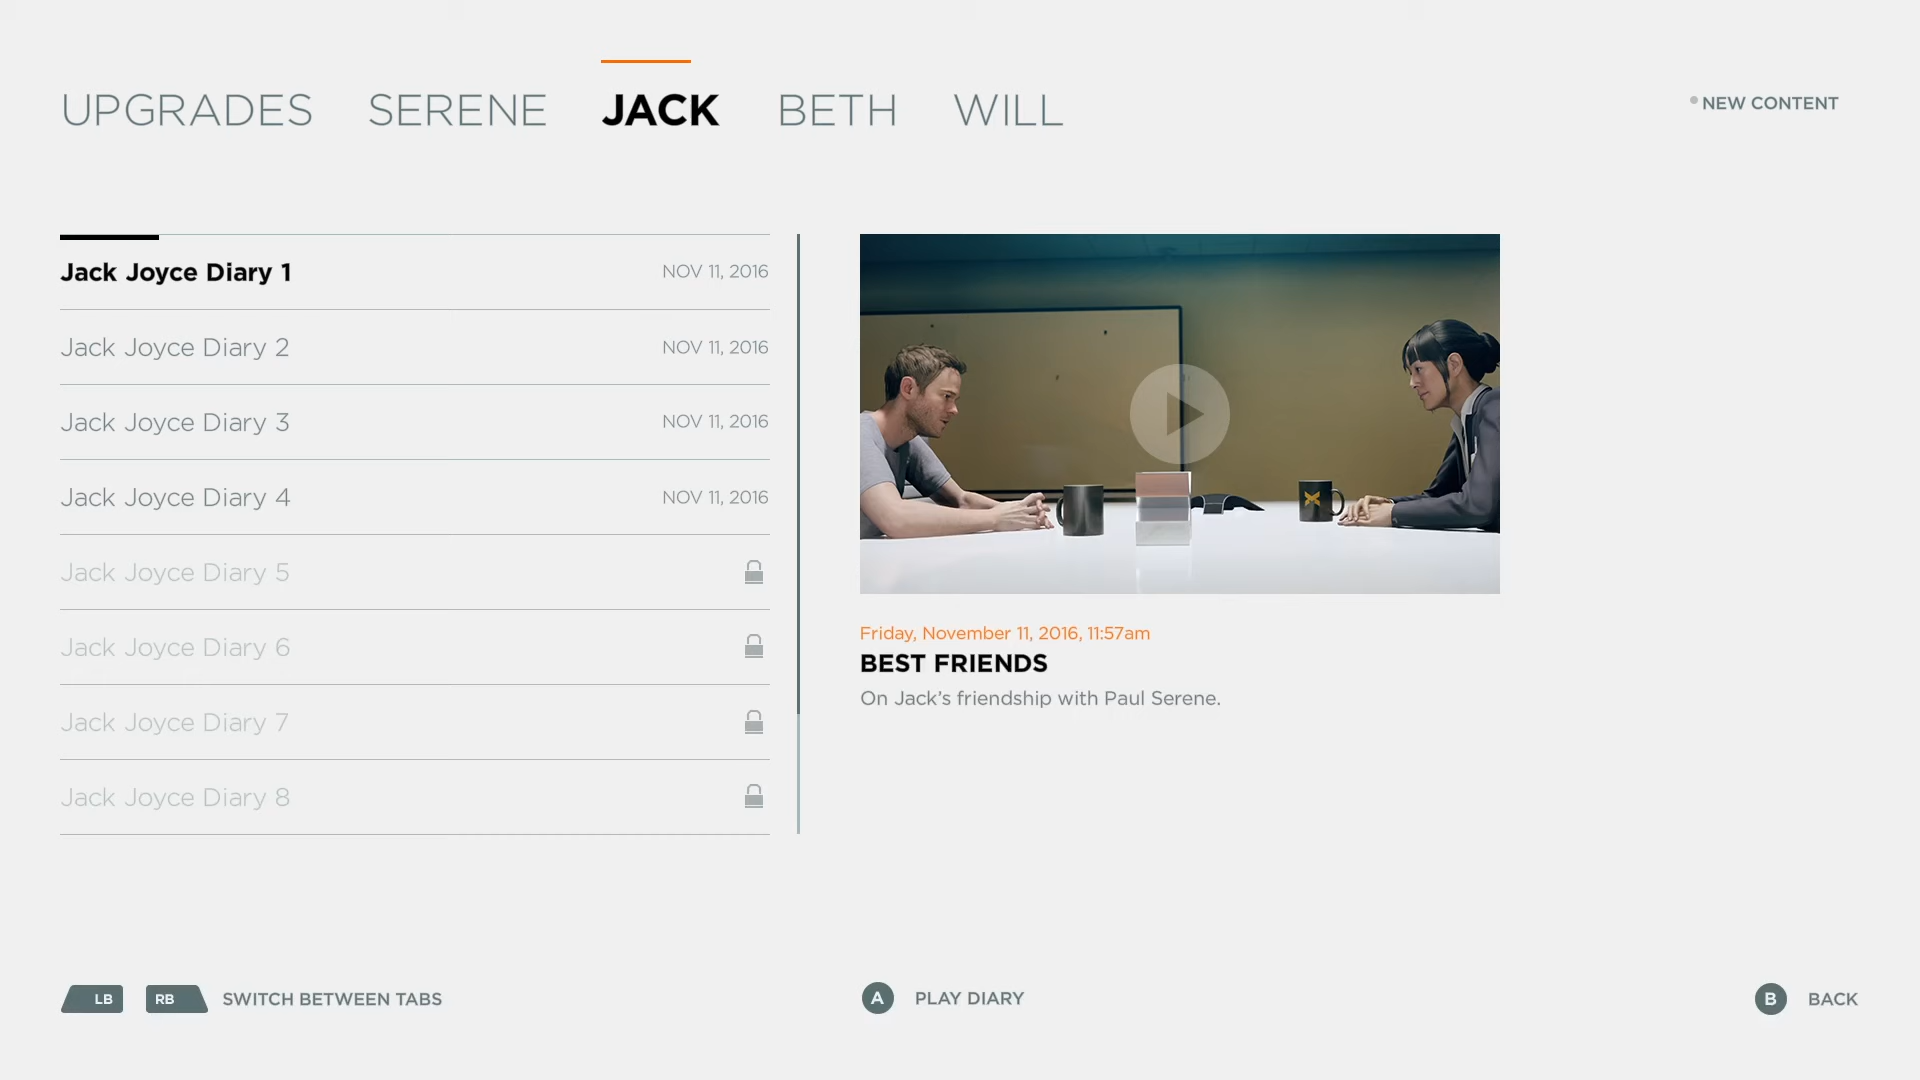 UPGRADES SERENE JACK BETH WILL
NEW CONTENT
Jack Joyce Diary 1 NOV 11, 2016
Jack Joyce Diary 2 NOV 11, 2016
Jack Joyce Diary 3 NOV 11, 2016
Jack Joyce Diary 4 NOV 11, 2016
Jack Joyce Diary 5
Jack Joyce Diary 6
Jack Joyce Diary 7
Jack Joyce Diary 8
Friday, November 11, 2016, 11:57am
BEST FRIENDS
On Jack's friendship with Paul Serene.
LB RB SWITCH BETWEEN TABS
A PLAY DIARY
B BACK